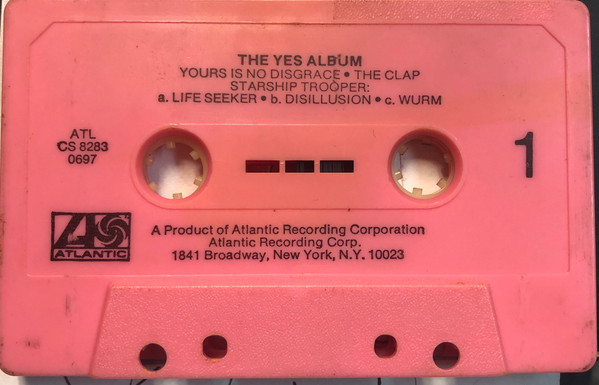 THE YES ALBUM
YOURS IS NO DISGRACE • THE CLAP
STARSHIP TROOPER:
a. LIFE SEEKER • b. DISILLUSION • c. WURM
ATL
CS 8283
0697
1
ATLANTIC
A Product of Atlantic Recording Corporation
Atlantic Recording Corp.
1841 Broadway, New York, N.Y. 10023